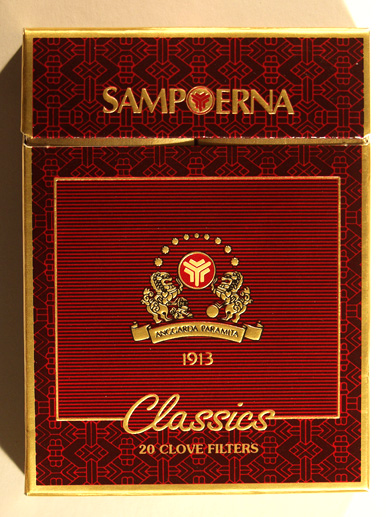 SAMPOERNA
ANGGARDA PARAMITA
1913
Classics
20 CLOVE FILTERS